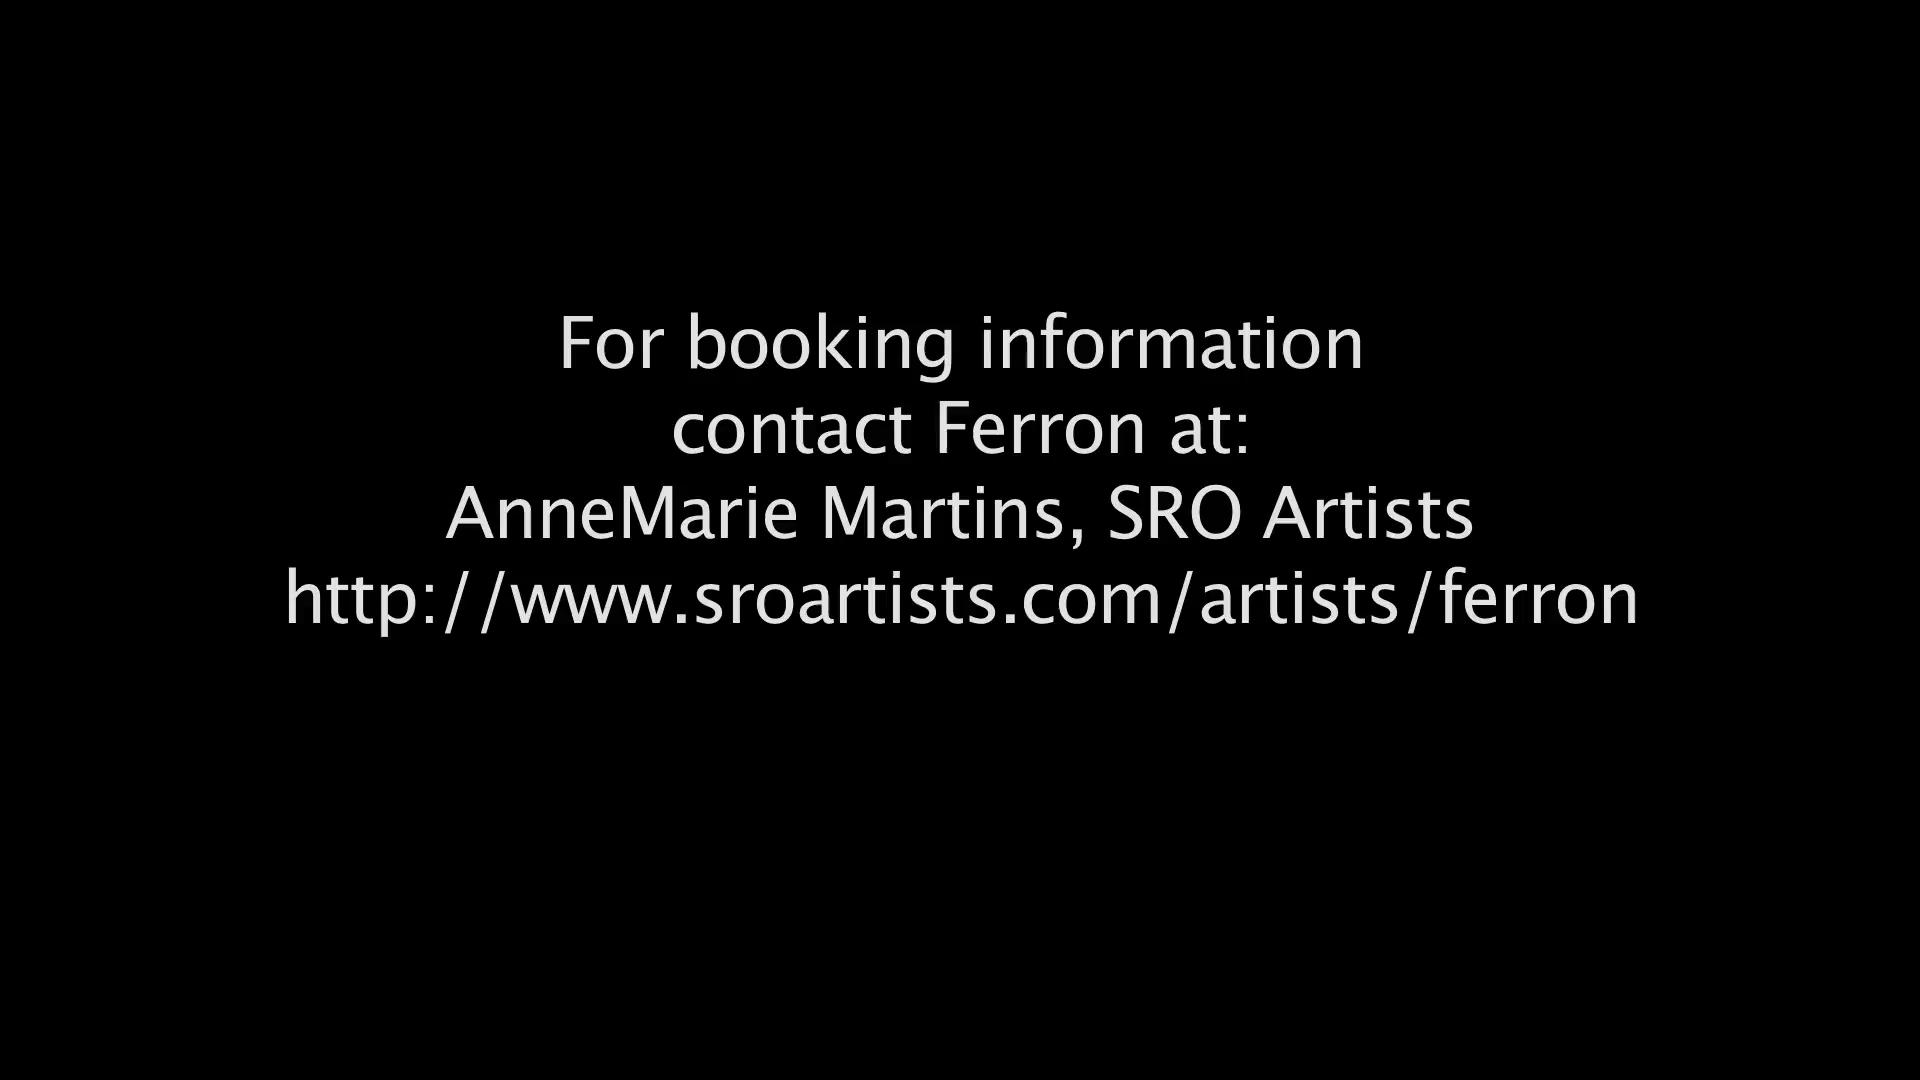 For booking information
contact Ferron at:
AnneMarie Martins, SRO Artists
http://www.sroartists.com/artists/ferron